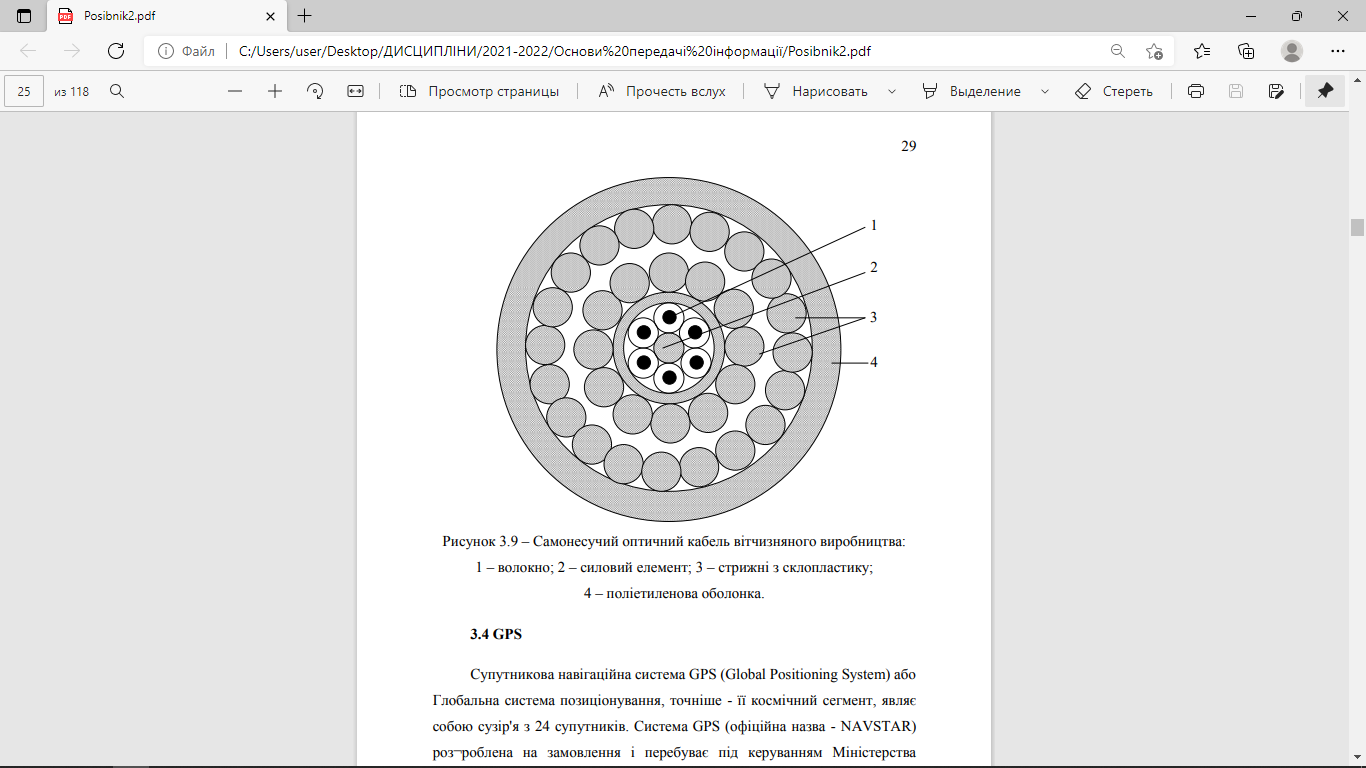 Posibnik2.pdf
Файл C:/Users/user/Desktop/ДИСЦИПЛІНИ/2021-2022/Основи%20передачі%20інформації/Posibnik2.pdf
25 из 118 Просмотр страницы Прочесть вслух Нарисовать Выделение Стереть
29
1
2
3
4
Рисунок 3.9 – Самонесучий оптичний кабель вітчизняного виробництва:
1 – волокно; 2 – силовий елемент; 3 – стрижні з склопластику;
4 – поліетиленова оболонка.
3.4 GPS
Супутникова навігаційна система GPS (Global Positioning System) або
Глобальна система позиціонування, точніше - її космічний сегмент, являє
собою сузір'я з 24 супутників. Система GPS (офіційна назва - NAVSTAR)
роз¬роблена на замовлення і перебуває під керуванням Міністерства